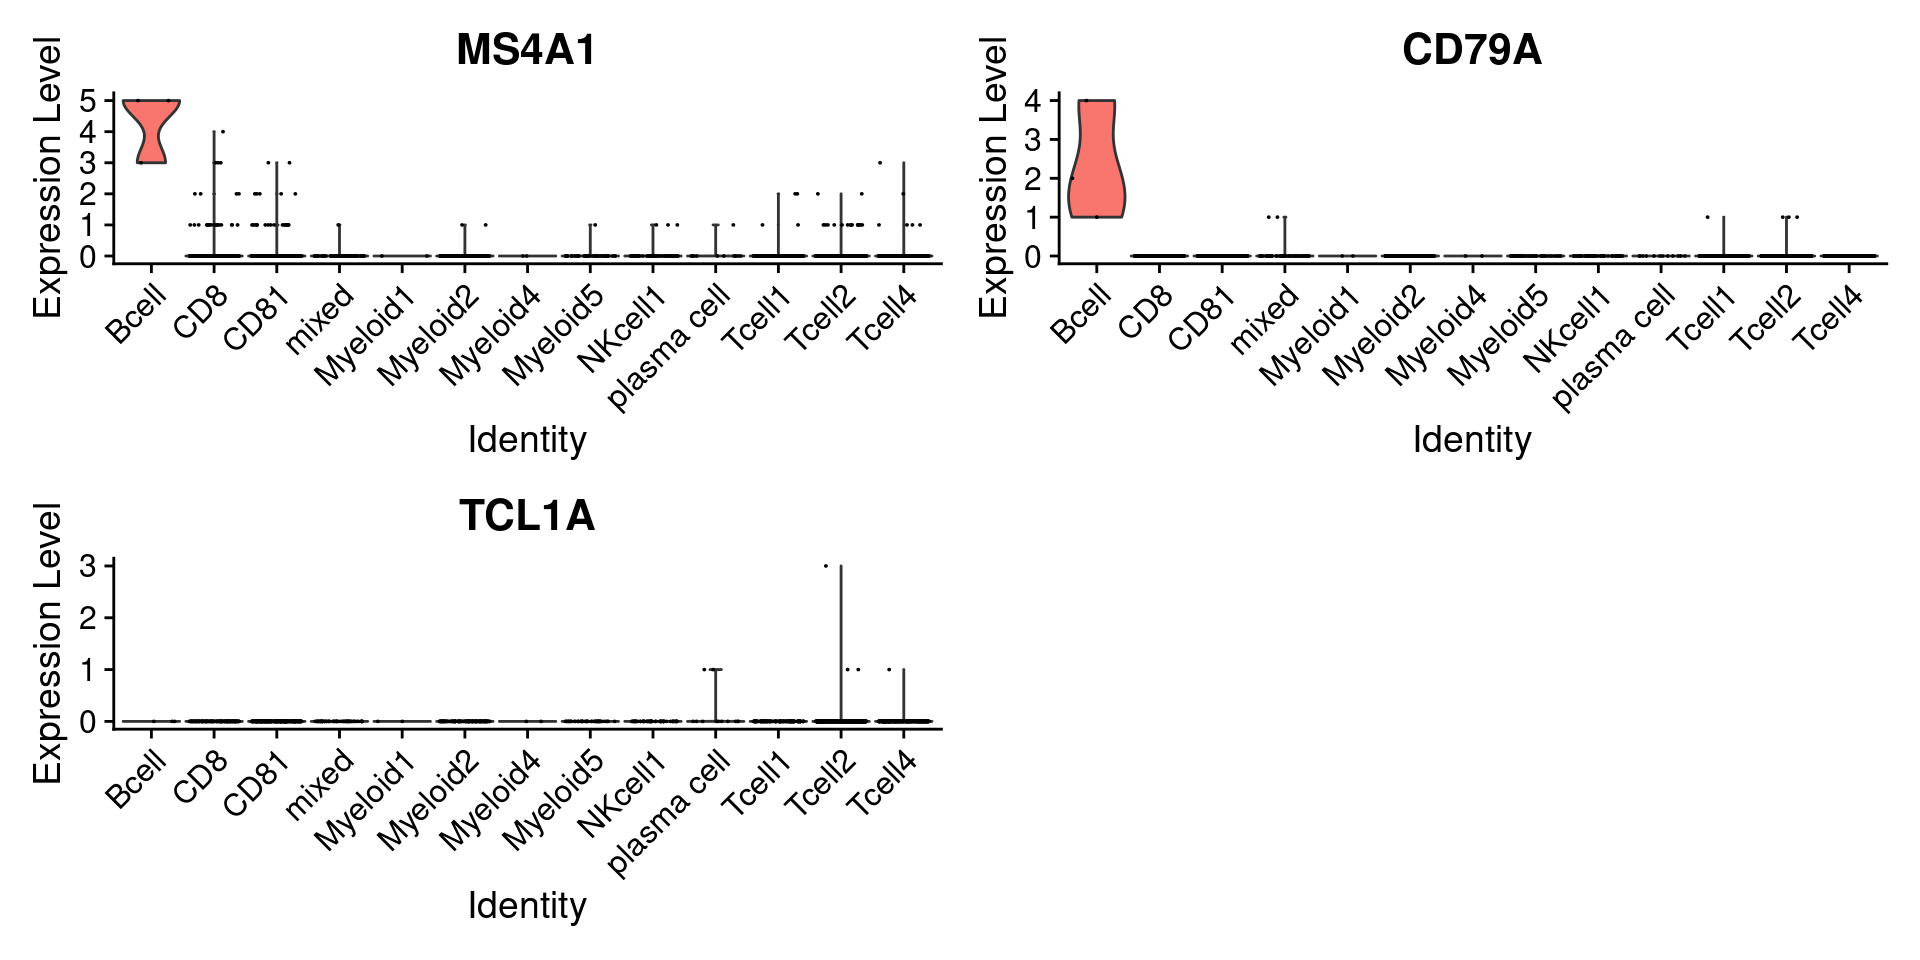 MS4A1
Expression Level
5
4
3
2
1
0
Bcell
CD8
CD81
mixed
Myeloid1
Myeloid2
Myeloid4
Myeloid5
NKcell1
plasma cell
Tcell1
Tcell2
Tcell4
Identity
CD79A
Expression Level
4
3
2
1
0
Bcell
CD8
CD81
mixed
Myeloid1
Myeloid2
Myeloid4
Myeloid5
NKcell1
plasma cell
Tcell1
Tcell2
Tcell4
Identity
TCL1A
Expression Level
3
2
1
0
Bcell
CD8
CD81
mixed
Myeloid1
Myeloid2
Myeloid4
Myeloid5
NKcell1
plasma cell
Tcell1
Tcell2
Tcell4
Identity